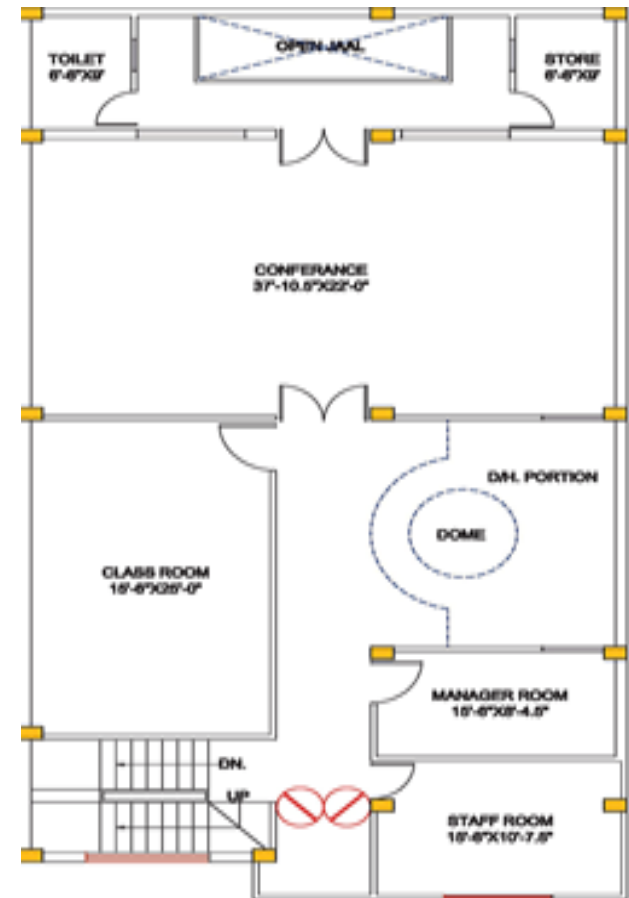 OPEN JAAL
TOILET
6'-6"X9'
STORE
6'-6"X9'
CONFERANCE
37'-10.5"X22'-0"
D/H. PORTION
DOME
CLASS ROOM
15'-6"X25'-0"
MANAGER ROOM
15'-6"X8'-4.5"
DN.
UP
STAFF ROOM
15'-6"X10'-7.5"